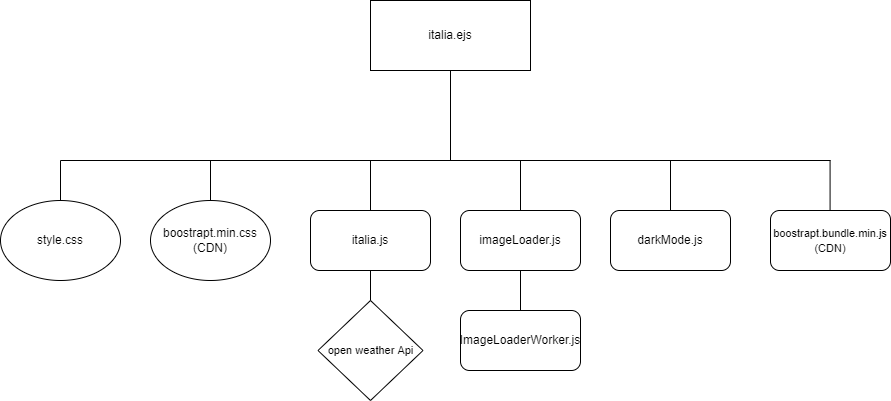 italia.ejs
style.css
boostrapt.min.css
(CDN)
italia.js
imageLoader.js
darkMode.js
boostrapt.bundle.min.js
(CDN)
open weather Api
ImageLoaderWorker.js